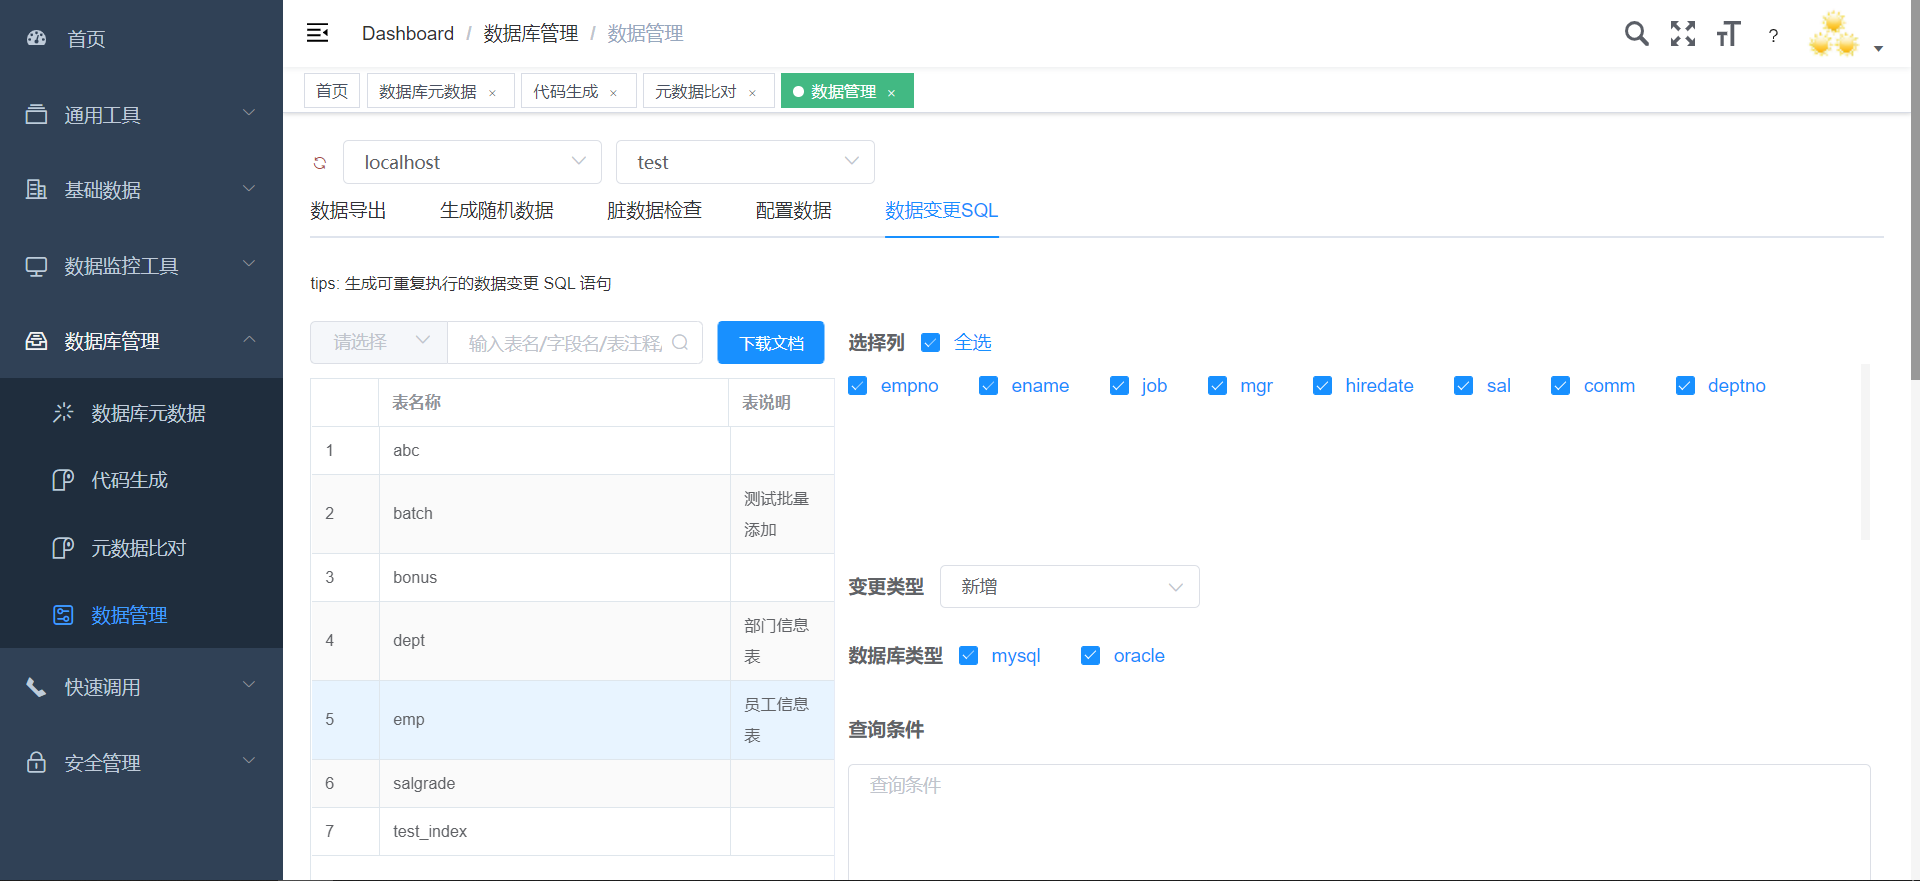 首页
通用工具
基础数据
数据监控工具
数据库管理
数据库元数据
代码生成
元数据比对
数据管理
快速调用
安全管理
Dashboard / 数据库管理 / 数据管理
?
首页 数据库元数据 × 代码生成 × 元数据比对 × 数据管理 ×
localhost test
数据导出 生成随机数据 脏数据检查 配置数据 数据变更SQL
tips: 生成可重复执行的数据变更 SQL 语句
请选择 输入表名/字段名/表注释 下载文档
表名称 表说明
1 abc
2 batch 测试批量
添加
3 bonus
4 dept 部门信息
表
5 emp 员工信息
表
6 salgrade
7 test_index
选择列 全选
empno ename job mgr hiredate sal comm deptno
变更类型 新增
数据库类型 mysql oracle
查询条件
查询条件